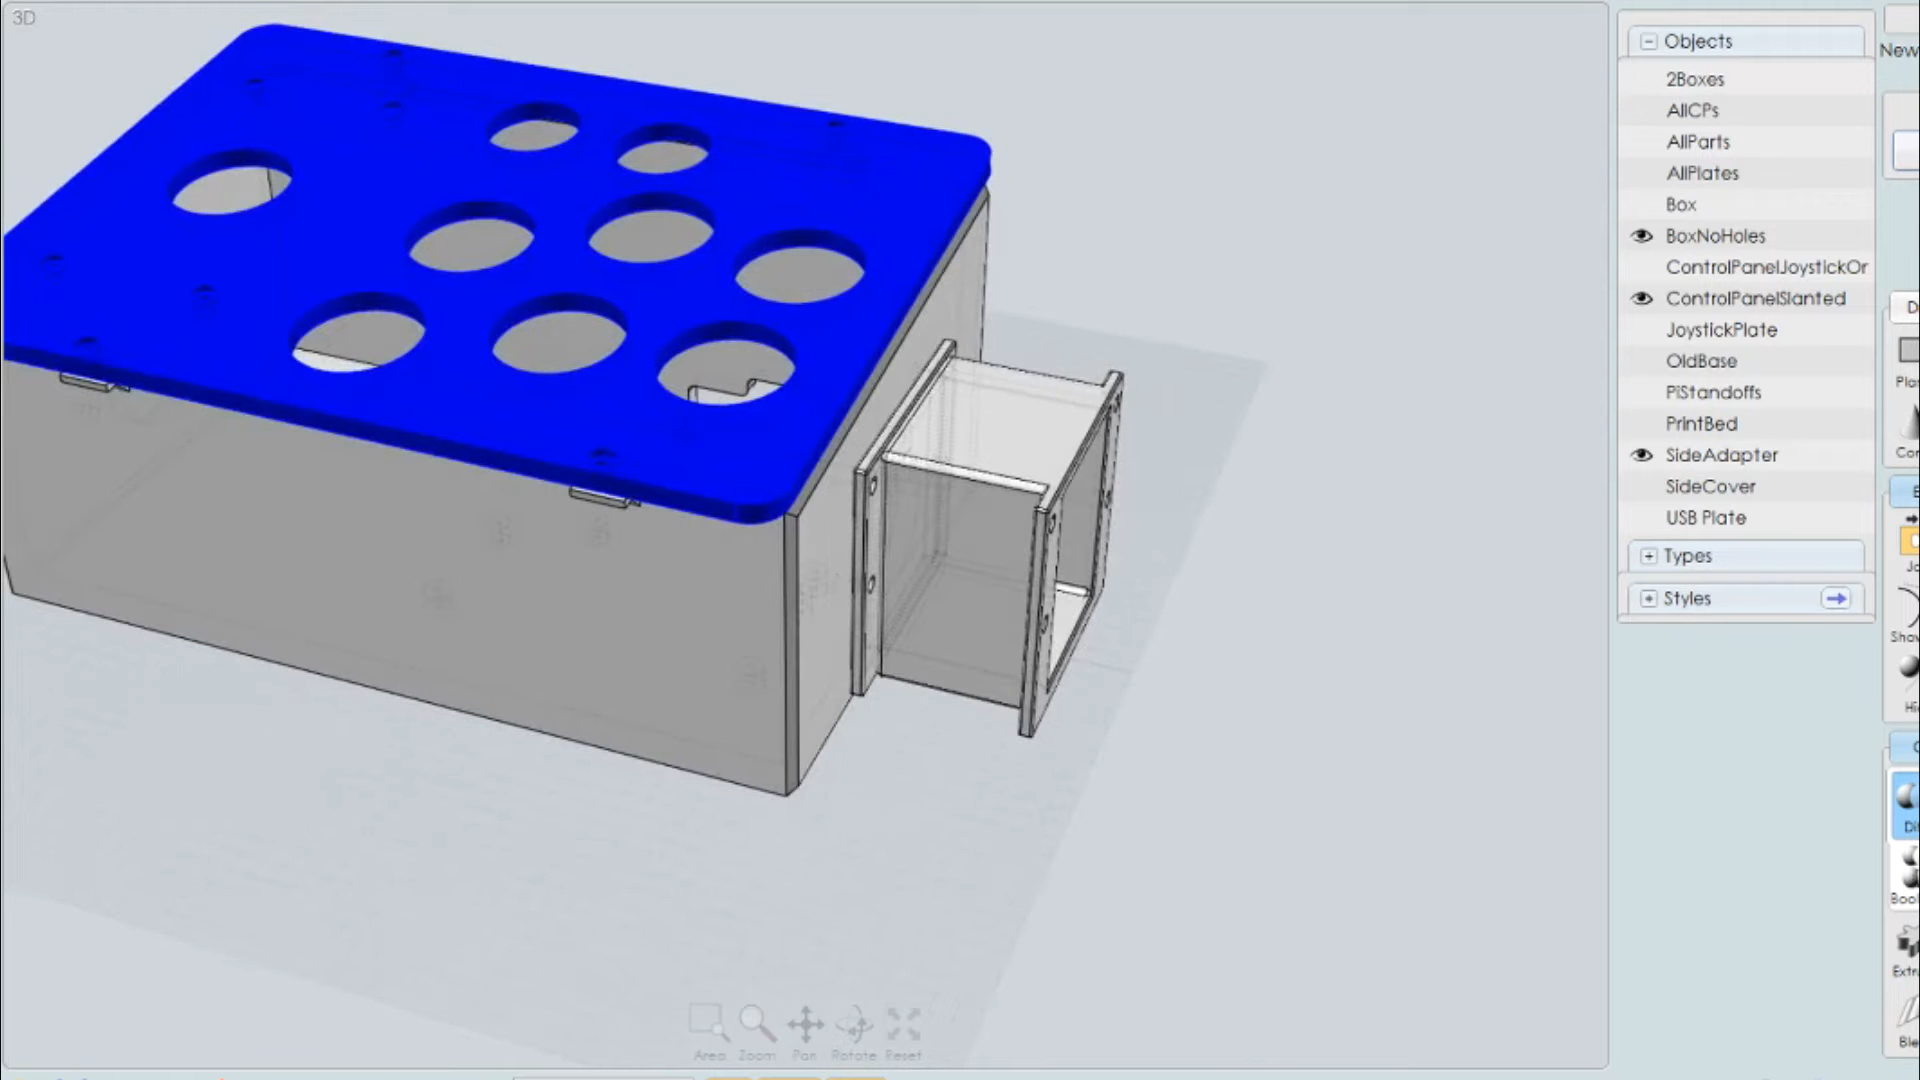 3D
Objects
2Boxes
AllCPs
AllParts
AllPlates
Box
BoxNoHoles
ControlPanelJoystickOr
ControlPanelSlanted
JoystickPlate
OldBase
PiStandoffs
PrintBed
SideAdapter
SideCover
USB Plate
Types
Styles
New
Area Zoom Pan Rotate Reset